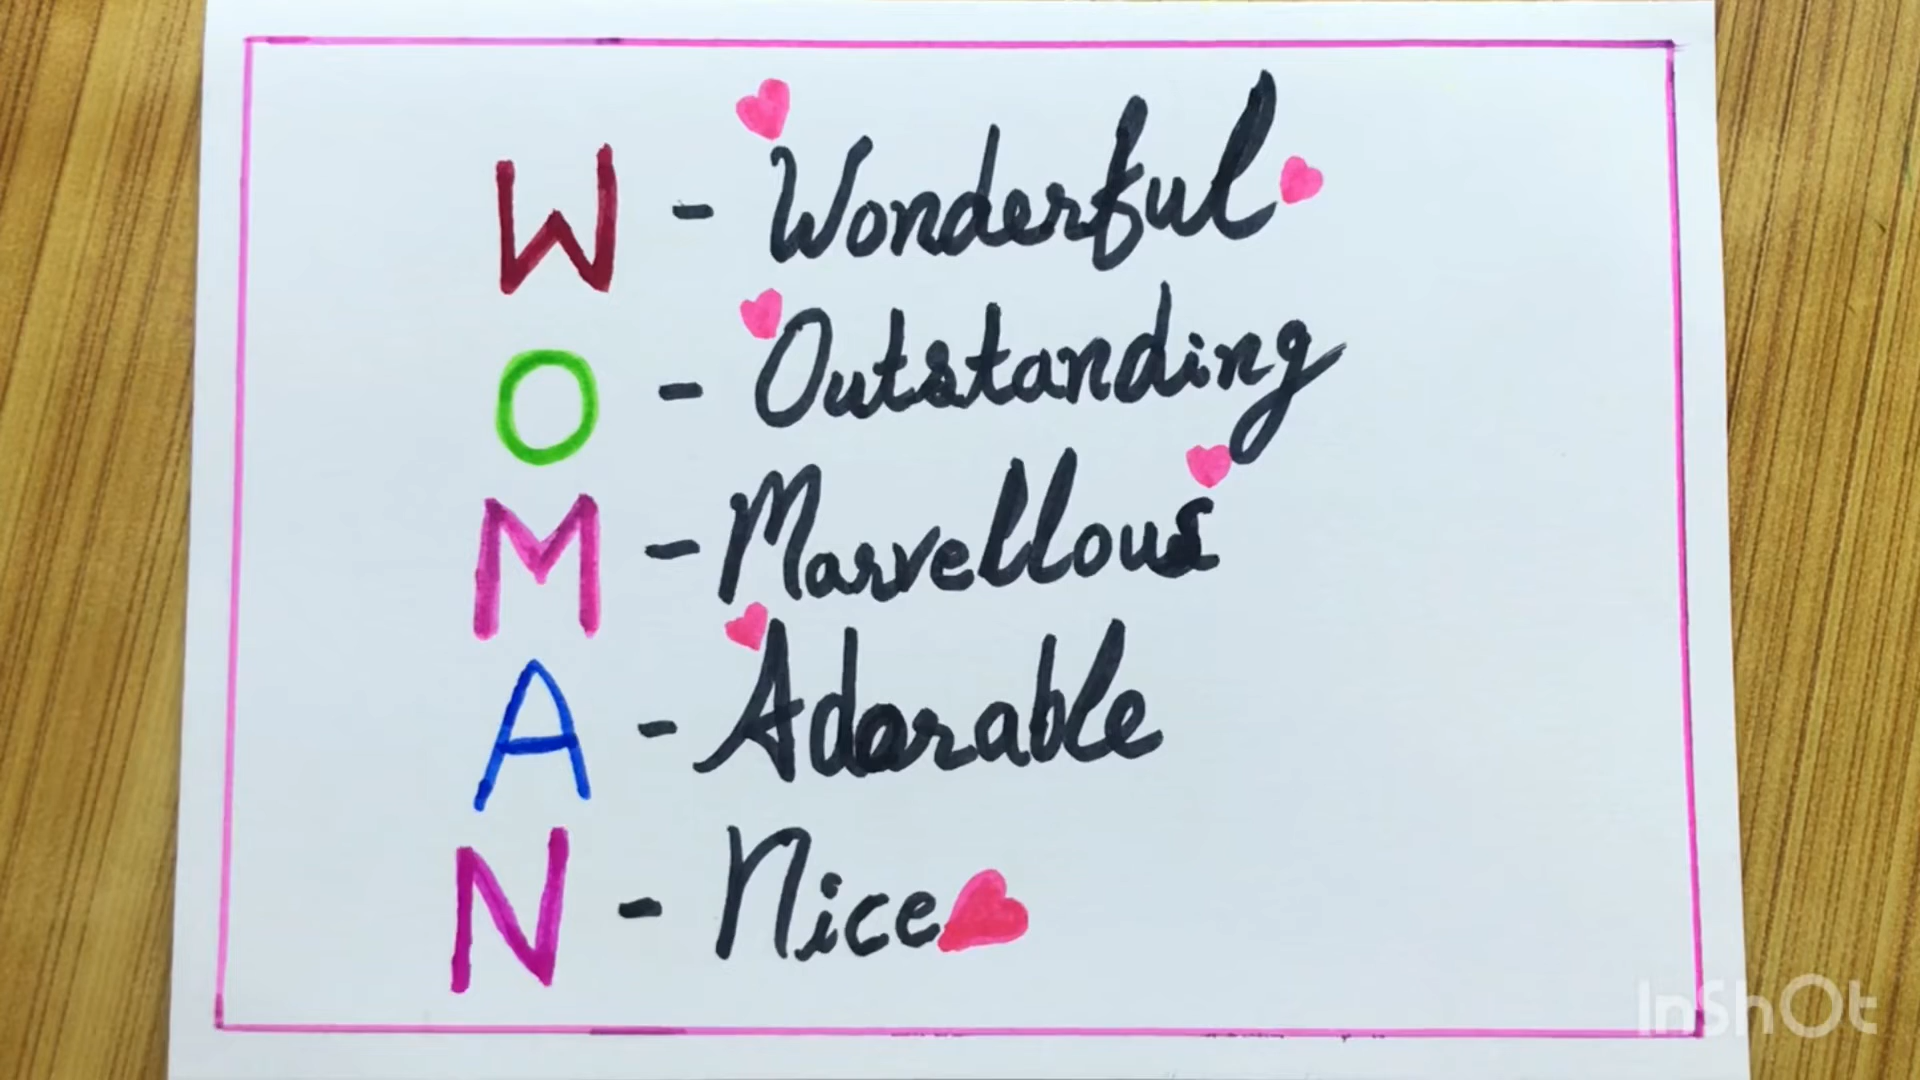 W - Wonderful
O - Outstanding
M - Marvellous
A - Adorable
N - Nice
InShOt